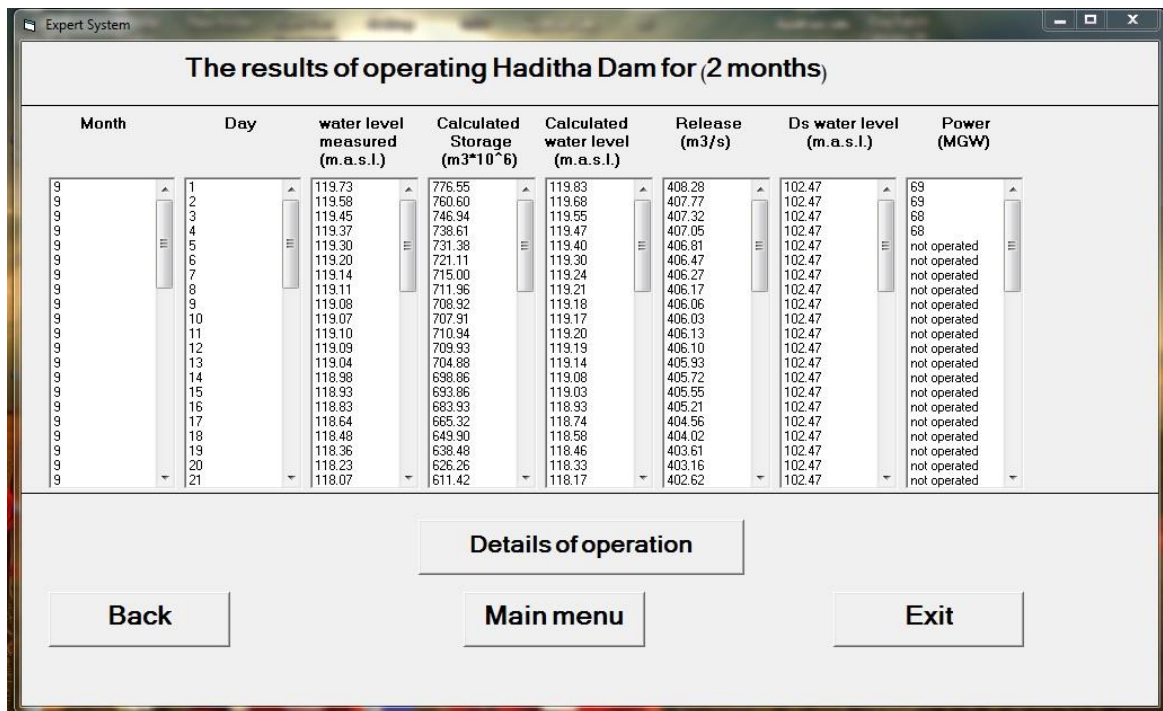 Expert System
The results of operating Haditha Dam for (2 months)
Month Day water level measured (m.a.s.l.) Calculated Storage (m3*10^6) Calculated water level (m.a.s.l.) Release (m3/s) Ds water level (m.a.s.l.) Power (MGW)
9 1 119.73 776.55 119.83 408.28 102.47 69
9 2 119.58 760.60 119.68 407.77 102.47 69
9 3 119.45 746.94 119.55 407.32 102.47 68
9 4 119.37 738.61 119.47 407.05 102.47 68
9 5 119.30 731.38 119.40 406.81 102.47 not operated
9 6 119.20 721.11 119.30 406.47 102.47 not operated
9 7 119.14 715.00 119.24 406.27 102.47 not operated
9 8 119.11 711.96 119.21 406.17 102.47 not operated
9 9 119.08 708.92 119.18 406.06 102.47 not operated
9 10 119.07 707.91 119.17 406.03 102.47 not operated
9 11 119.10 710.94 119.20 406.13 102.47 not operated
9 12 119.09 709.93 119.19 406.10 102.47 not operated
9 13 119.04 704.88 119.14 405.93 102.47 not operated
9 14 118.98 698.86 119.08 405.72 102.47 not operated
9 15 118.93 693.86 119.03 405.55 102.47 not operated
9 16 118.83 683.93 118.93 405.21 102.47 not operated
9 17 118.64 665.32 118.74 404.56 102.47 not operated
9 18 118.48 649.90 118.58 404.02 102.47 not operated
9 19 118.36 638.48 118.46 403.61 102.47 not operated
9 20 118.23 626.26 118.33 403.16 102.47 not operated
9 21 118.07 611.42 118.17 402.62 102.47 not operated
Details of operation
Back Main menu Exit